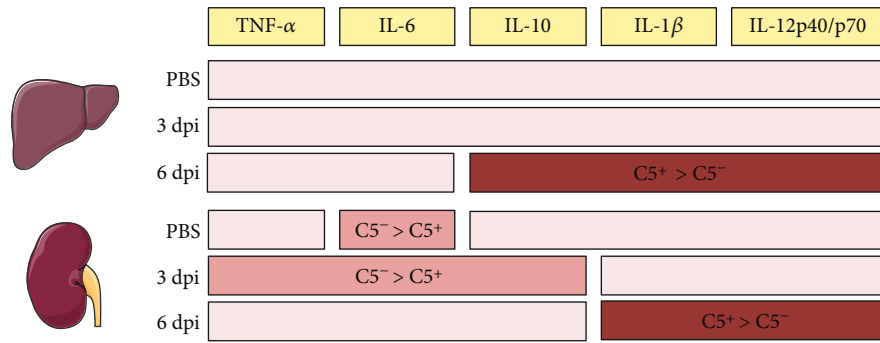 TNF-α IL-6 IL-10 IL-1β IL-12p40/p70
PBS
3 dpi
6 dpi C5⁺ > C5⁻
PBS C5⁻ > C5⁺
3 dpi C5⁻ > C5⁺
6 dpi C5⁺ > C5⁻